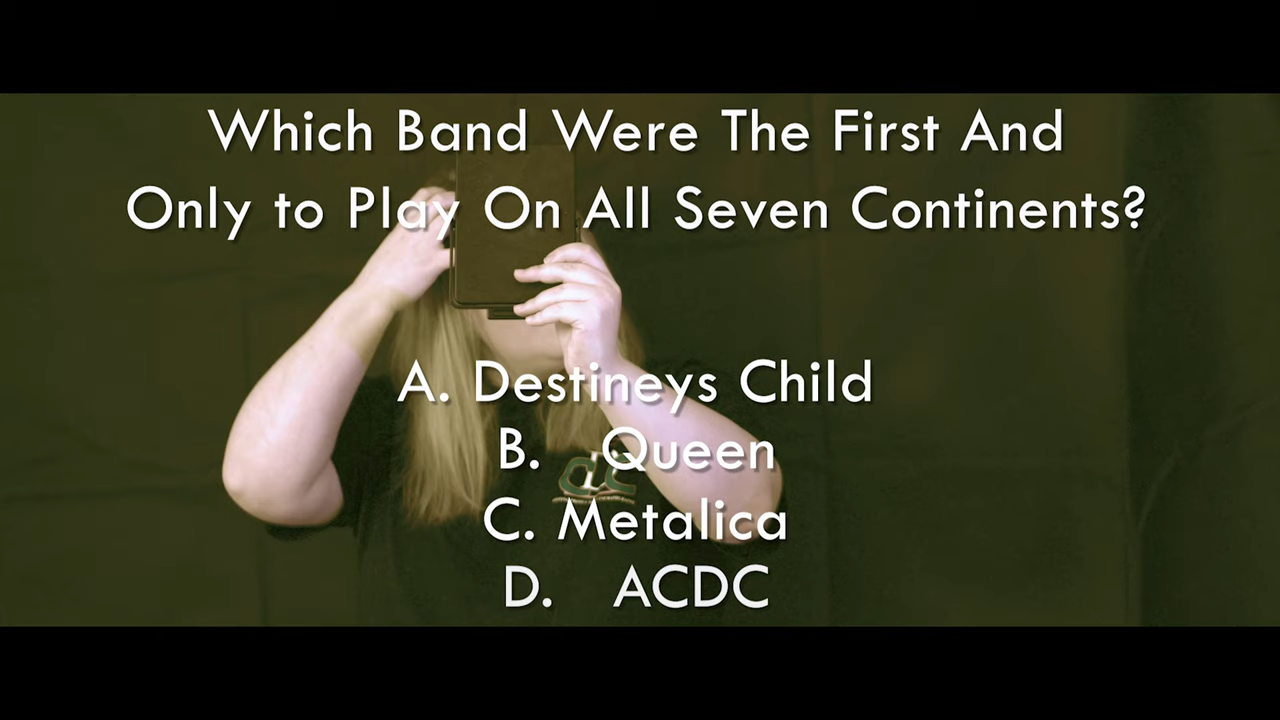 Which Band Were The First And
Only to Play On All Seven Continents?
A. Destineys Child
B. Queen
C. Metalica
D. ACDC